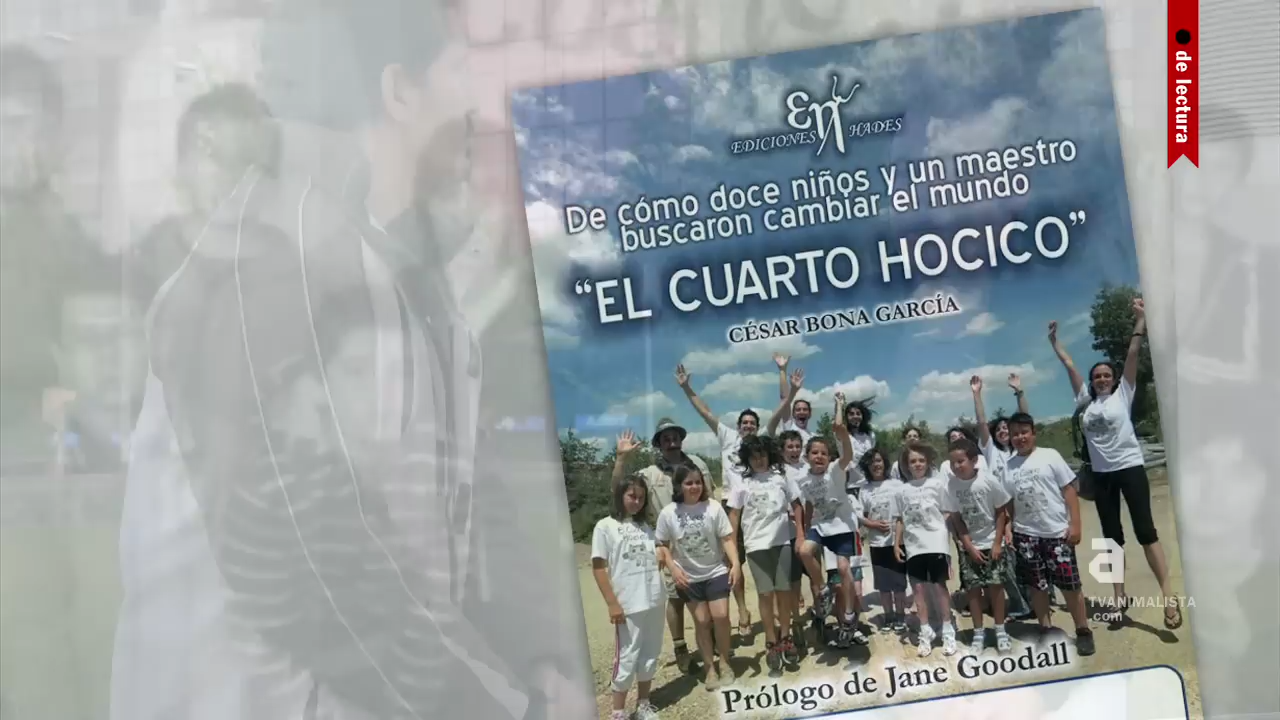 de lectura
En
EDICIONES HADES
De cómo doce niños y un maestro
buscaron cambiar el mundo
“EL CUARTO HOCICO”
CÉSAR BONA GARCÍA
a
TVANIMALISTA
.com
Prólogo de Jane Goodall